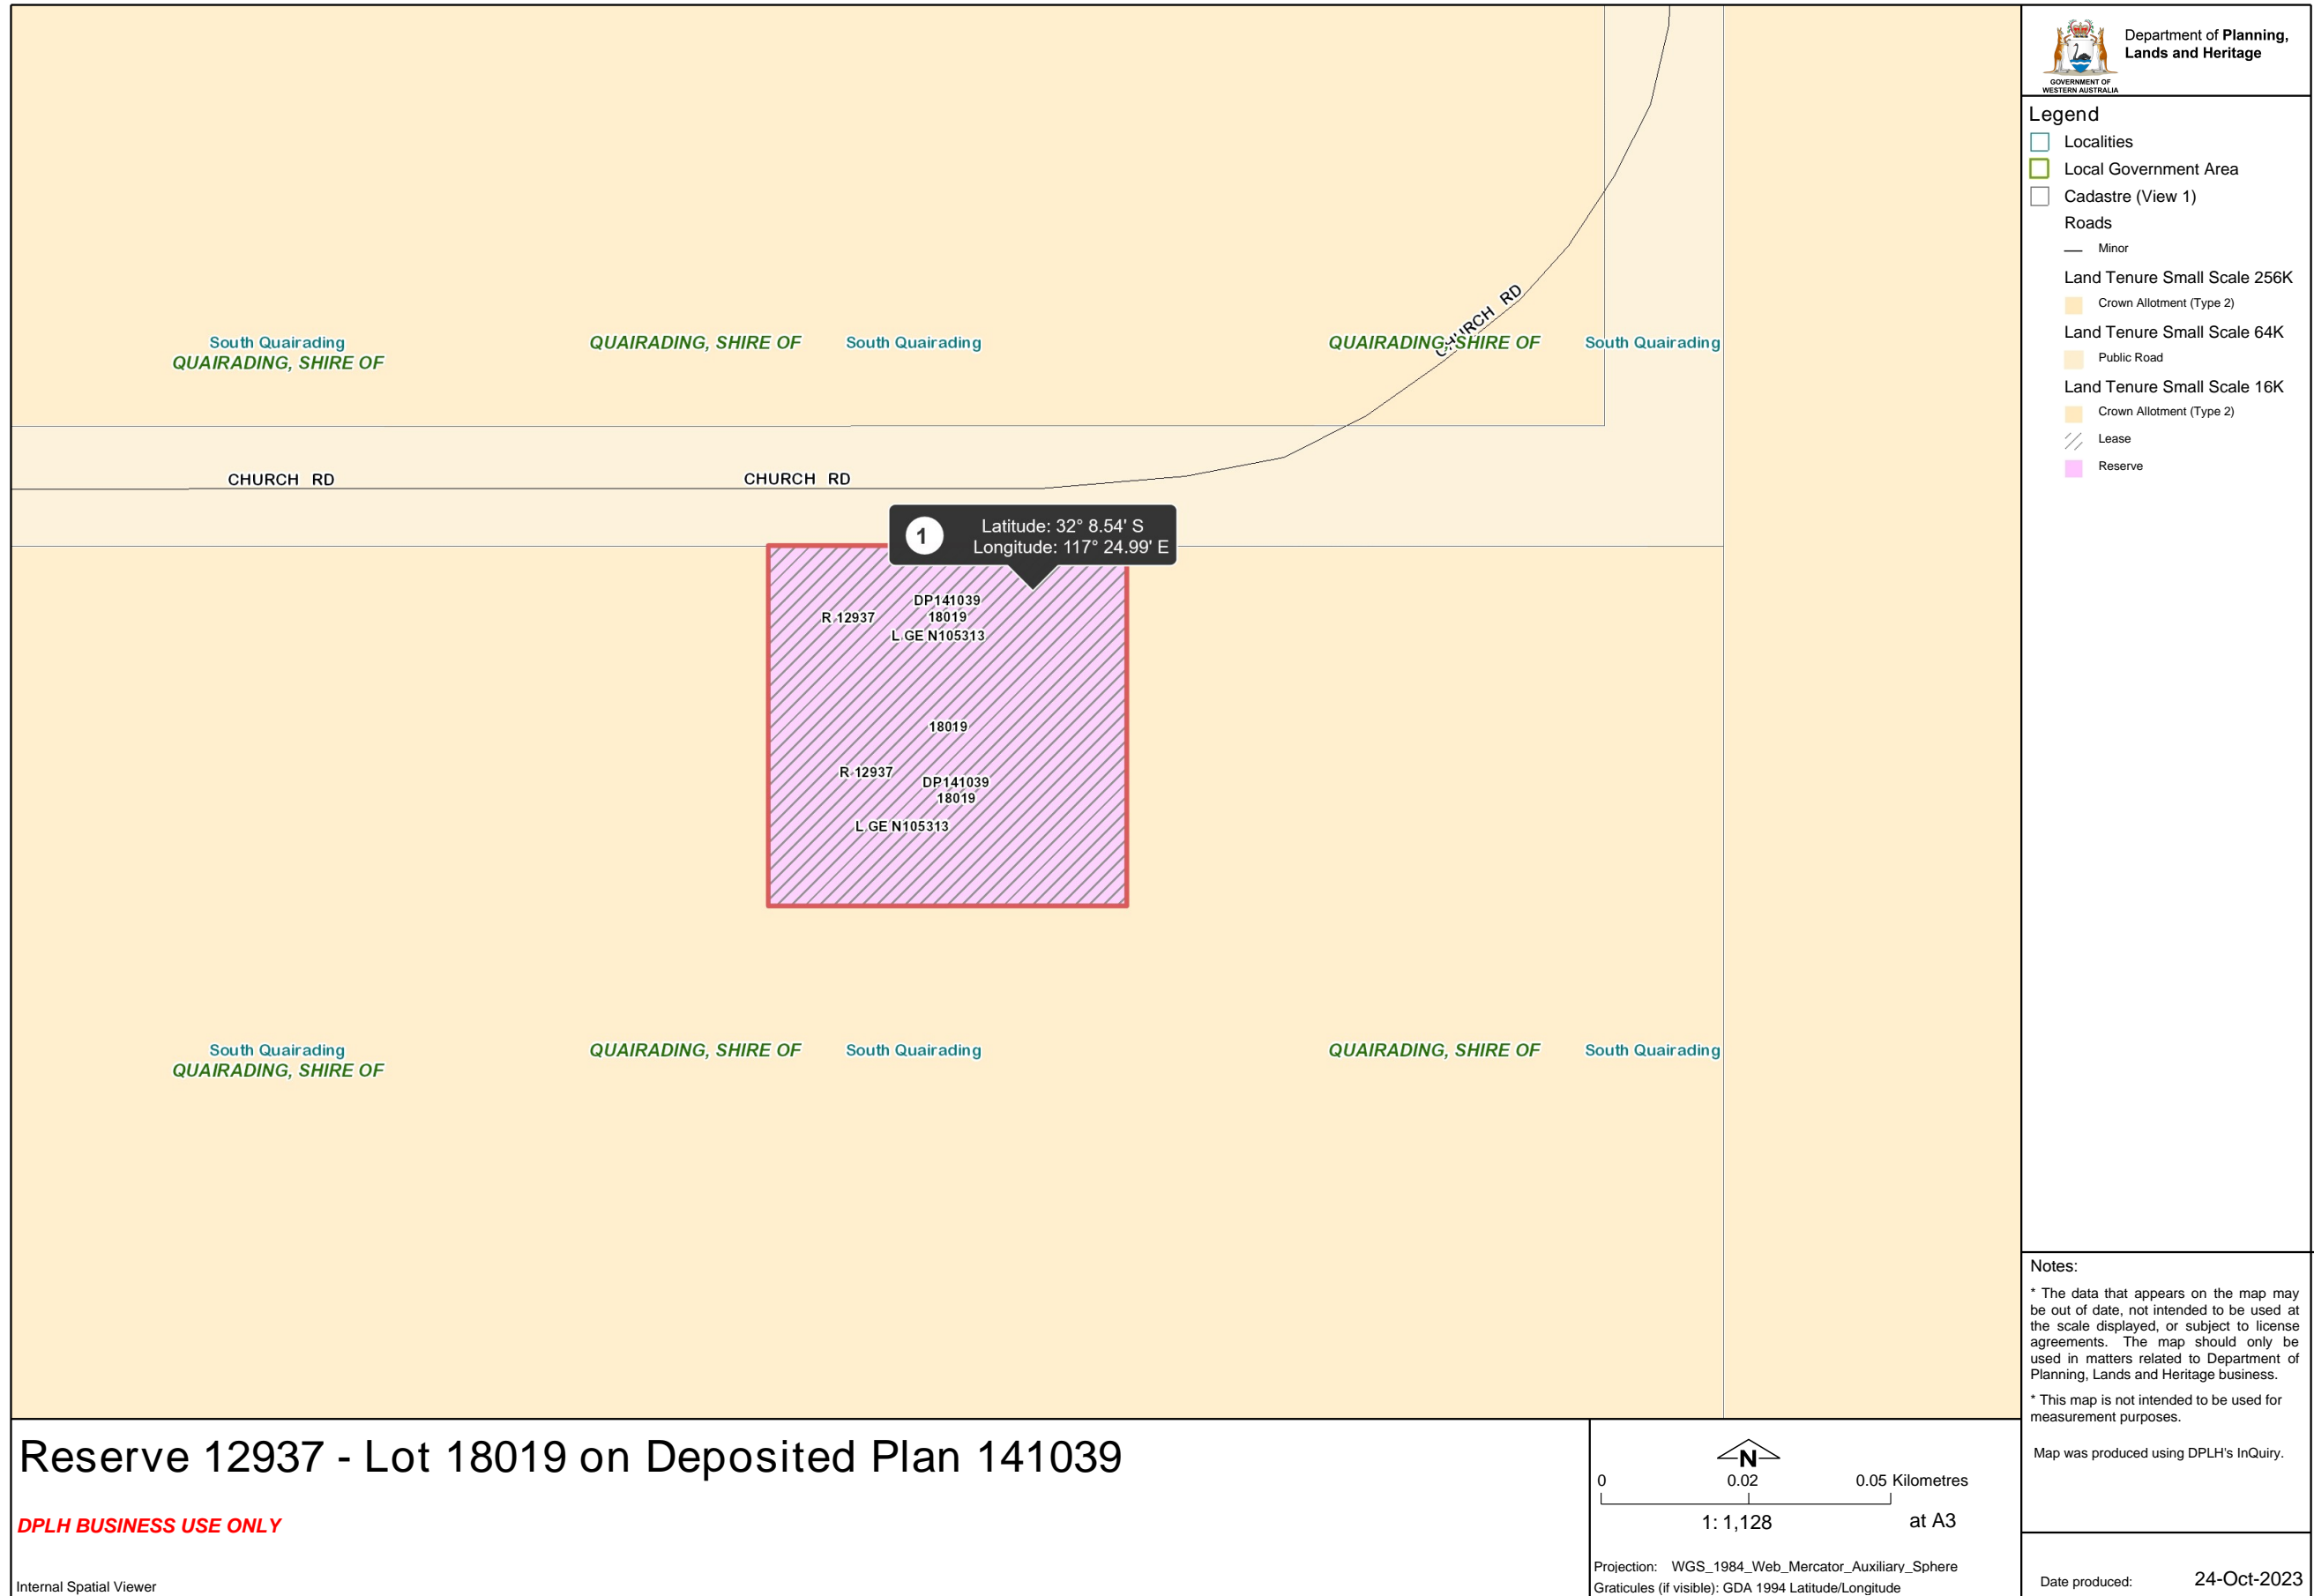 CHURCH RD
South Quairading
QUAIRADING, SHIRE OF
QUAIRADING, SHIRE OF
South Quairading
QUAIRADING, SHIRE OF
South Quairading
CHURCH RD
CHURCH RD
1
Latitude: 32° 8.54' S
Longitude: 117° 24.99' E
DP141039
R 12937
18019
L GE N105313
18019
R 12937
DP141039
18019
L GE N105313
South Quairading
QUAIRADING, SHIRE OF
QUAIRADING, SHIRE OF
South Quairading
QUAIRADING, SHIRE OF
South Quairading
GOVERNMENT OF
WESTERN AUSTRALIA
Department of Planning,
Lands and Heritage
Legend
Localities
Local Government Area
Cadastre (View 1)
Roads
Minor
Land Tenure Small Scale 256K
Crown Allotment (Type 2)
Land Tenure Small Scale 64K
Public Road
Land Tenure Small Scale 16K
Crown Allotment (Type 2)
Lease
Reserve
Notes:
* The data that appears on the map may
be out of date, not intended to be used at
the scale displayed, or subject to license
agreements. The map should only be
used in matters related to Department of
Planning, Lands and Heritage business.
* This map is not intended to be used for
measurement purposes.
Map was produced using DPLH's InQuiry.
Date produced: 24-Oct-2023
Reserve 12937 - Lot 18019 on Deposited Plan 141039
DPLH BUSINESS USE ONLY
Internal Spatial Viewer
N
0 0.02 0.05 Kilometres
1: 1,128 at A3
Projection: WGS_1984_Web_Mercator_Auxiliary_Sphere
Graticules (if visible): GDA 1994 Latitude/Longitude